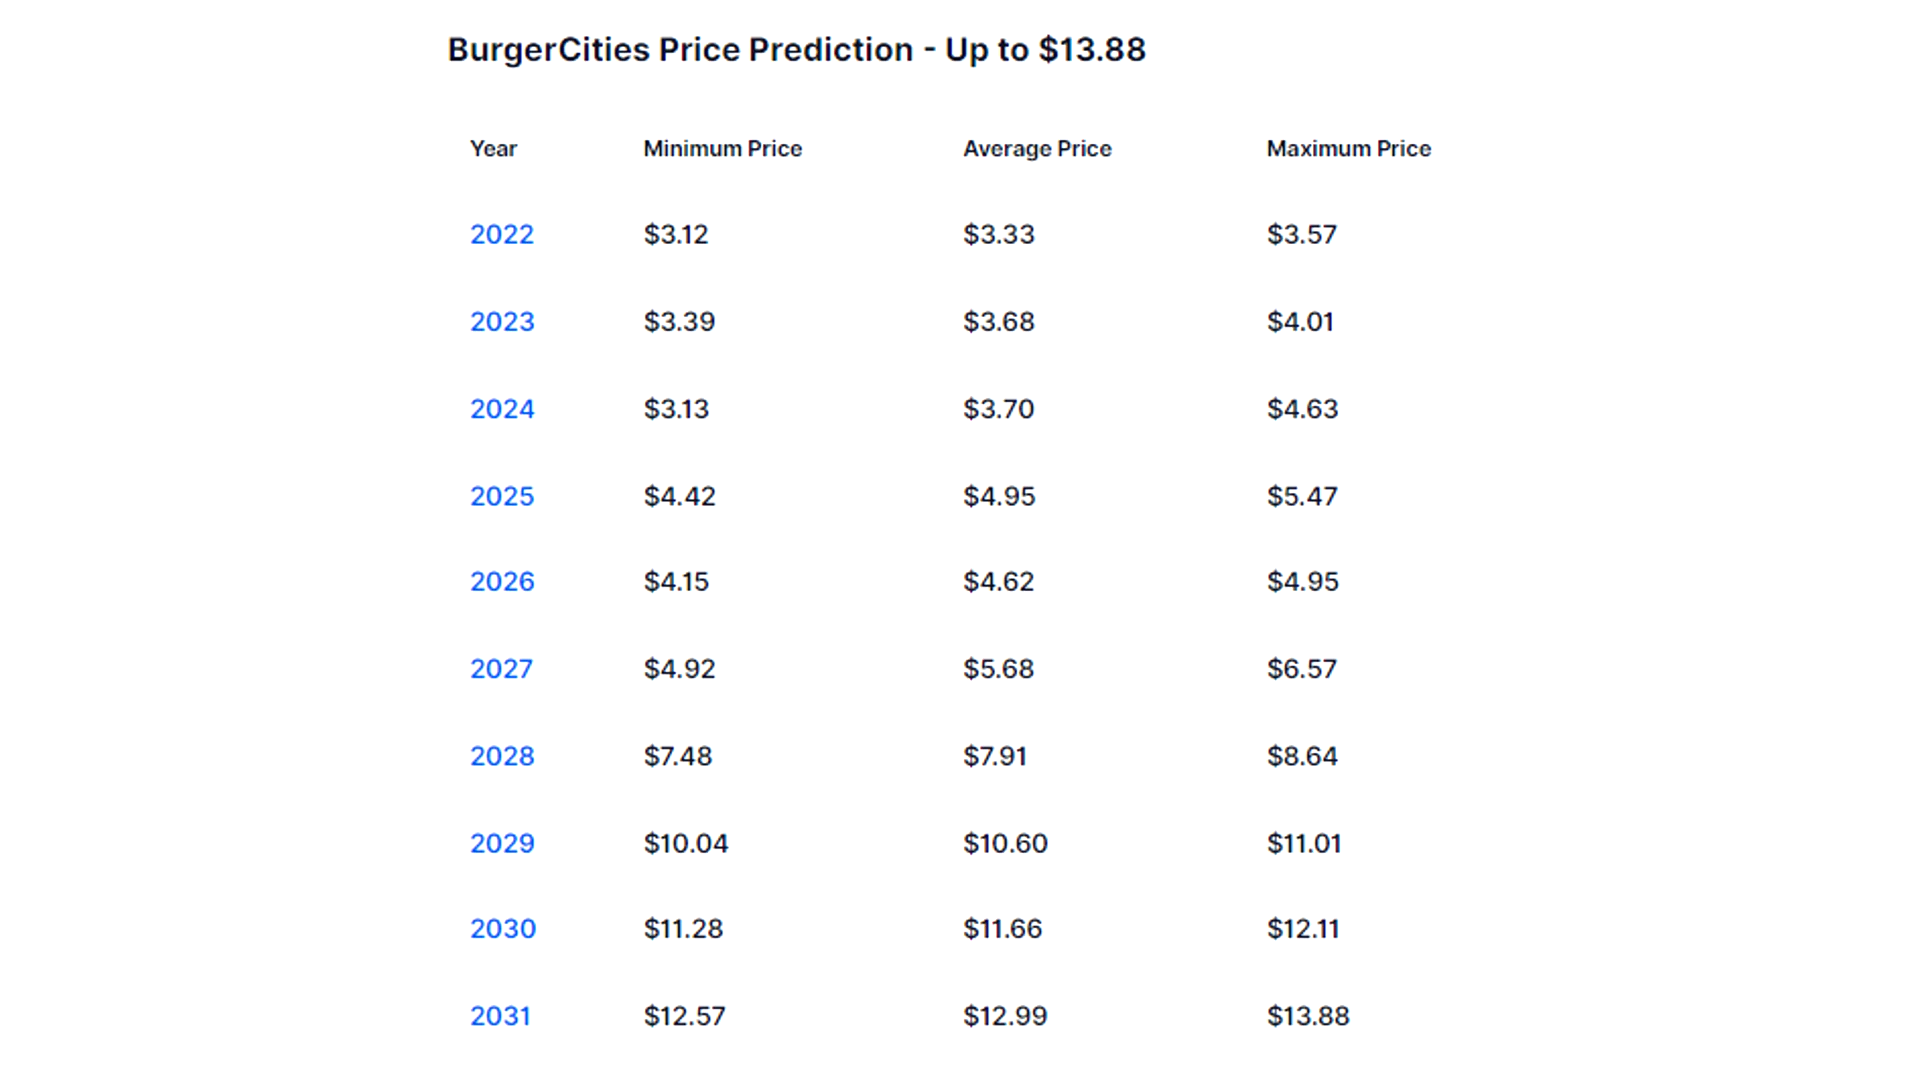 BurgerCities Price Prediction - Up to $13.88
Year Minimum Price Average Price Maximum Price
2022 $3.12 $3.33 $3.57
2023 $3.39 $3.68 $4.01
2024 $3.13 $3.70 $4.63
2025 $4.42 $4.95 $5.47
2026 $4.15 $4.62 $4.95
2027 $4.92 $5.68 $6.57
2028 $7.48 $7.91 $8.64
2029 $10.04 $10.60 $11.01
2030 $11.28 $11.66 $12.11
2031 $12.57 $12.99 $13.88